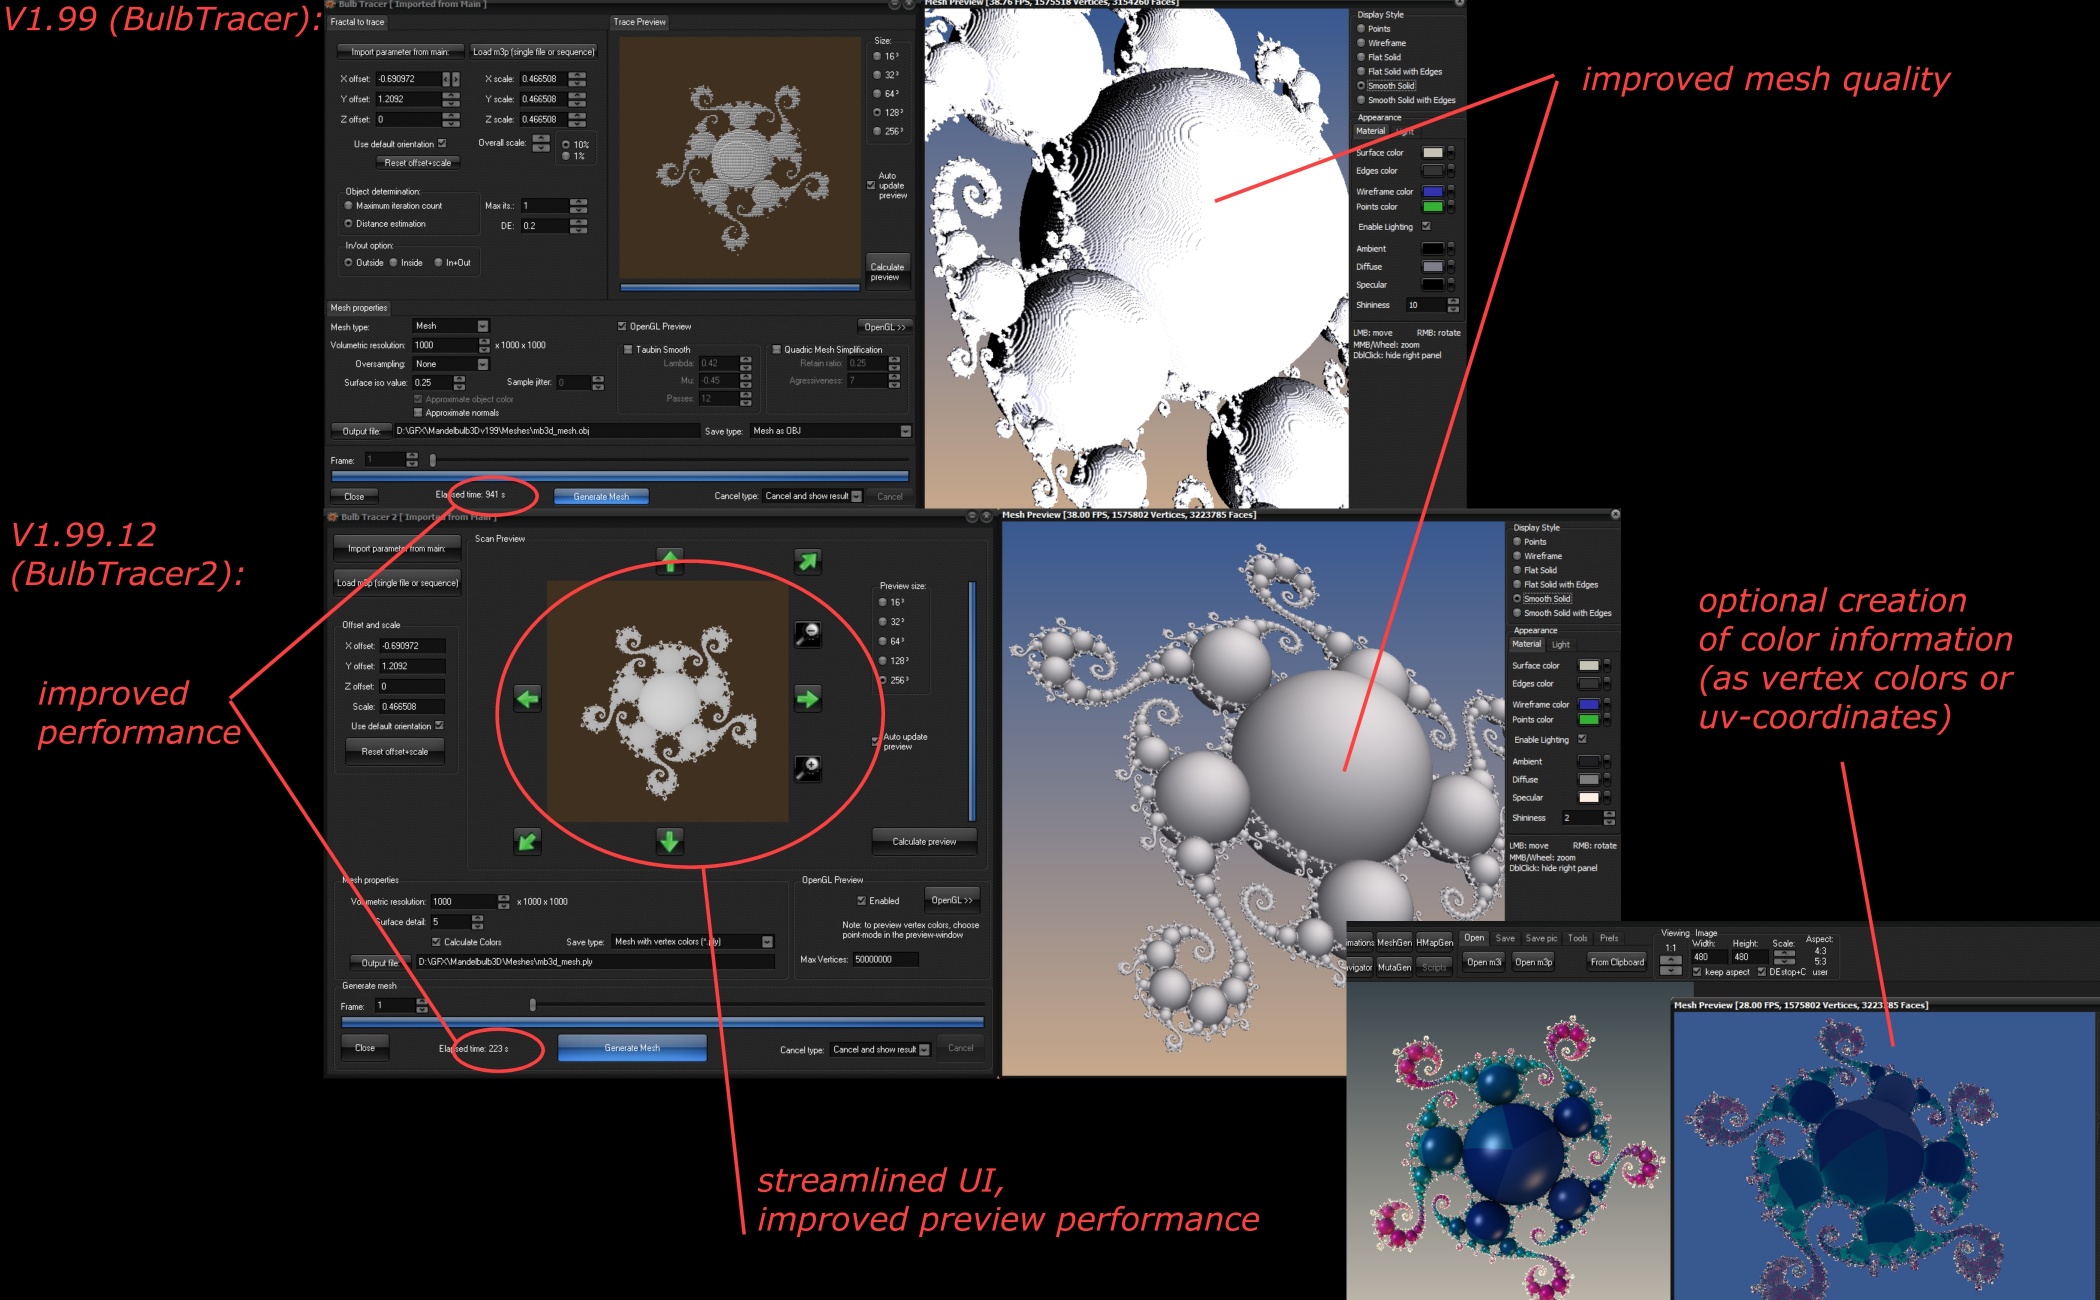 V1.99 (BulbTracer):
Bulb Tracer [ Imported from Main ]
Fractal to trace
Import parameter from main:
Load m3p (single file or sequence)
X offset: -0.690972
X scale: 0.466508
Y offset: 1.2092
Y scale: 0.466508
Z offset: 0
Z scale: 0.466508
Use default orientation
Overall scale:
10%
1%
Reset offset+scale
Object determination:
Maximum iteration count
Distance estimation
Max its.: 1
DE: 0.2
In/out option:
Outside Inside In+Out
Trace Preview
Size:
16³
32³
64³
128³
256³
Auto
update
preview
Calculate
preview
Mesh properties
Mesh type: Mesh
Volumetric resolution: 1000 x 1000 x 1000
Oversampling: None
Surface iso value: 0.25
Sample jitter: 0
Approximate object color
Approximate normals
OpenGL Preview
OpenGL >>
Taubin Smooth
Lambda: 0.42
Mu: -0.45
Passes: 12
Quadric Mesh Simplification
Retain ratio: 0.25
Agressiveness: 7
Output file: D:\GFX\Mandelbulb3Dv199\Meshes\mb3d_mesh.obj
Save type: Mesh as OBJ
Frame: 1
Close
Elapsed time: 941 s
Generate Mesh
Cancel type: Cancel and show result
Cancel
Mesh Preview [38.76 FPS, 1575518 Vertices, 3154260 Faces]
Display Style
Points
Wireframe
Flat Solid
Flat Solid with Edges
Smooth Solid
Smooth Solid with Edges
Appearance
Material Light
Surface color
Edges color
Wireframe color
Points color
Enable Lighting
Ambient
Diffuse
Specular
Shininess 10
LMB: move RMB: rotate
MMB/Wheel: zoom
DblClick: hide right panel
improved mesh quality
V1.99.12
(BulbTracer2):
Bulb Tracer 2 [ Imported from Main ]
Import parameter from main:
Load m3p (single file or sequence)
Offset and scale
X offset: -0.690972
Y offset: 1.2092
Z offset: 0
Scale: 0.466508
Use default orientation
Reset offset+scale
Scan Preview
Preview size:
16³
32³
64³
128³
256³
Auto update
preview
Calculate preview
Mesh properties
Volumetric resolution: 1000 x 1000 x 1000
Surface detail: 5
Calculate Colors
Save type: Mesh with vertex colors (*.ply)
Output file: D:\GFX\Mandelbulb3D\Meshes\mb3d_mesh.ply
OpenGL Preview
Enabled
OpenGL >>
Note: to preview vertex colors, choose
point-mode in the preview-window
Max Vertices: 50000000
Generate mesh
Frame: 1
Close
Elapsed time: 223 s
Generate Mesh
Cancel type: Cancel and show result
Cancel
Mesh Preview [38.00 FPS, 1575802 Vertices, 3223785 Faces]
Display Style
Points
Wireframe
Flat Solid
Flat Solid with Edges
Smooth Solid
Smooth Solid with Edges
Appearance
Material Light
Surface color
Edges color
Wireframe color
Points color
Enable Lighting
Ambient
Diffuse
Specular
Shininess 2
LMB: move RMB: rotate
MMB/Wheel: zoom
DblClick: hide right panel
improved
performance
streamlined UI,
improved preview performance
optional creation
of color information
(as vertex colors or
uv-coordinates)
MeshGen HMapGen
MutaGen Scripts
Open Save Save pic Tools Prefs
Open m3i Open m3p From Clipboard
Viewing
1:1
Image
Width: Height: Scale: Aspect:
480 480
4:3
5:3
user
keep aspect DEstop+C
Mesh Preview [28.00 FPS, 1575802 Vertices, 3223785 Faces]